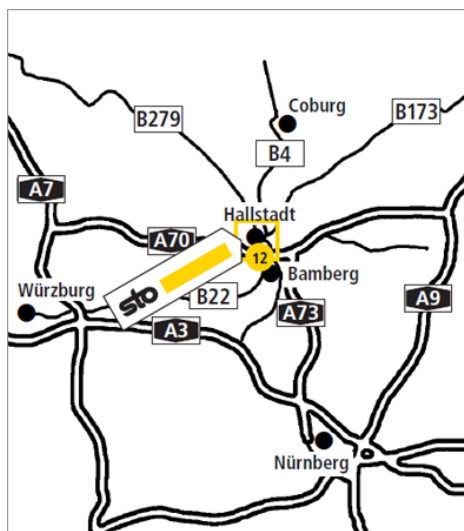 Coburg
B279
B173
B4
A7
Hallstadt
A70
12
sto
Bamberg
Würzburg
B22
A73
A9
A3
Nürnberg